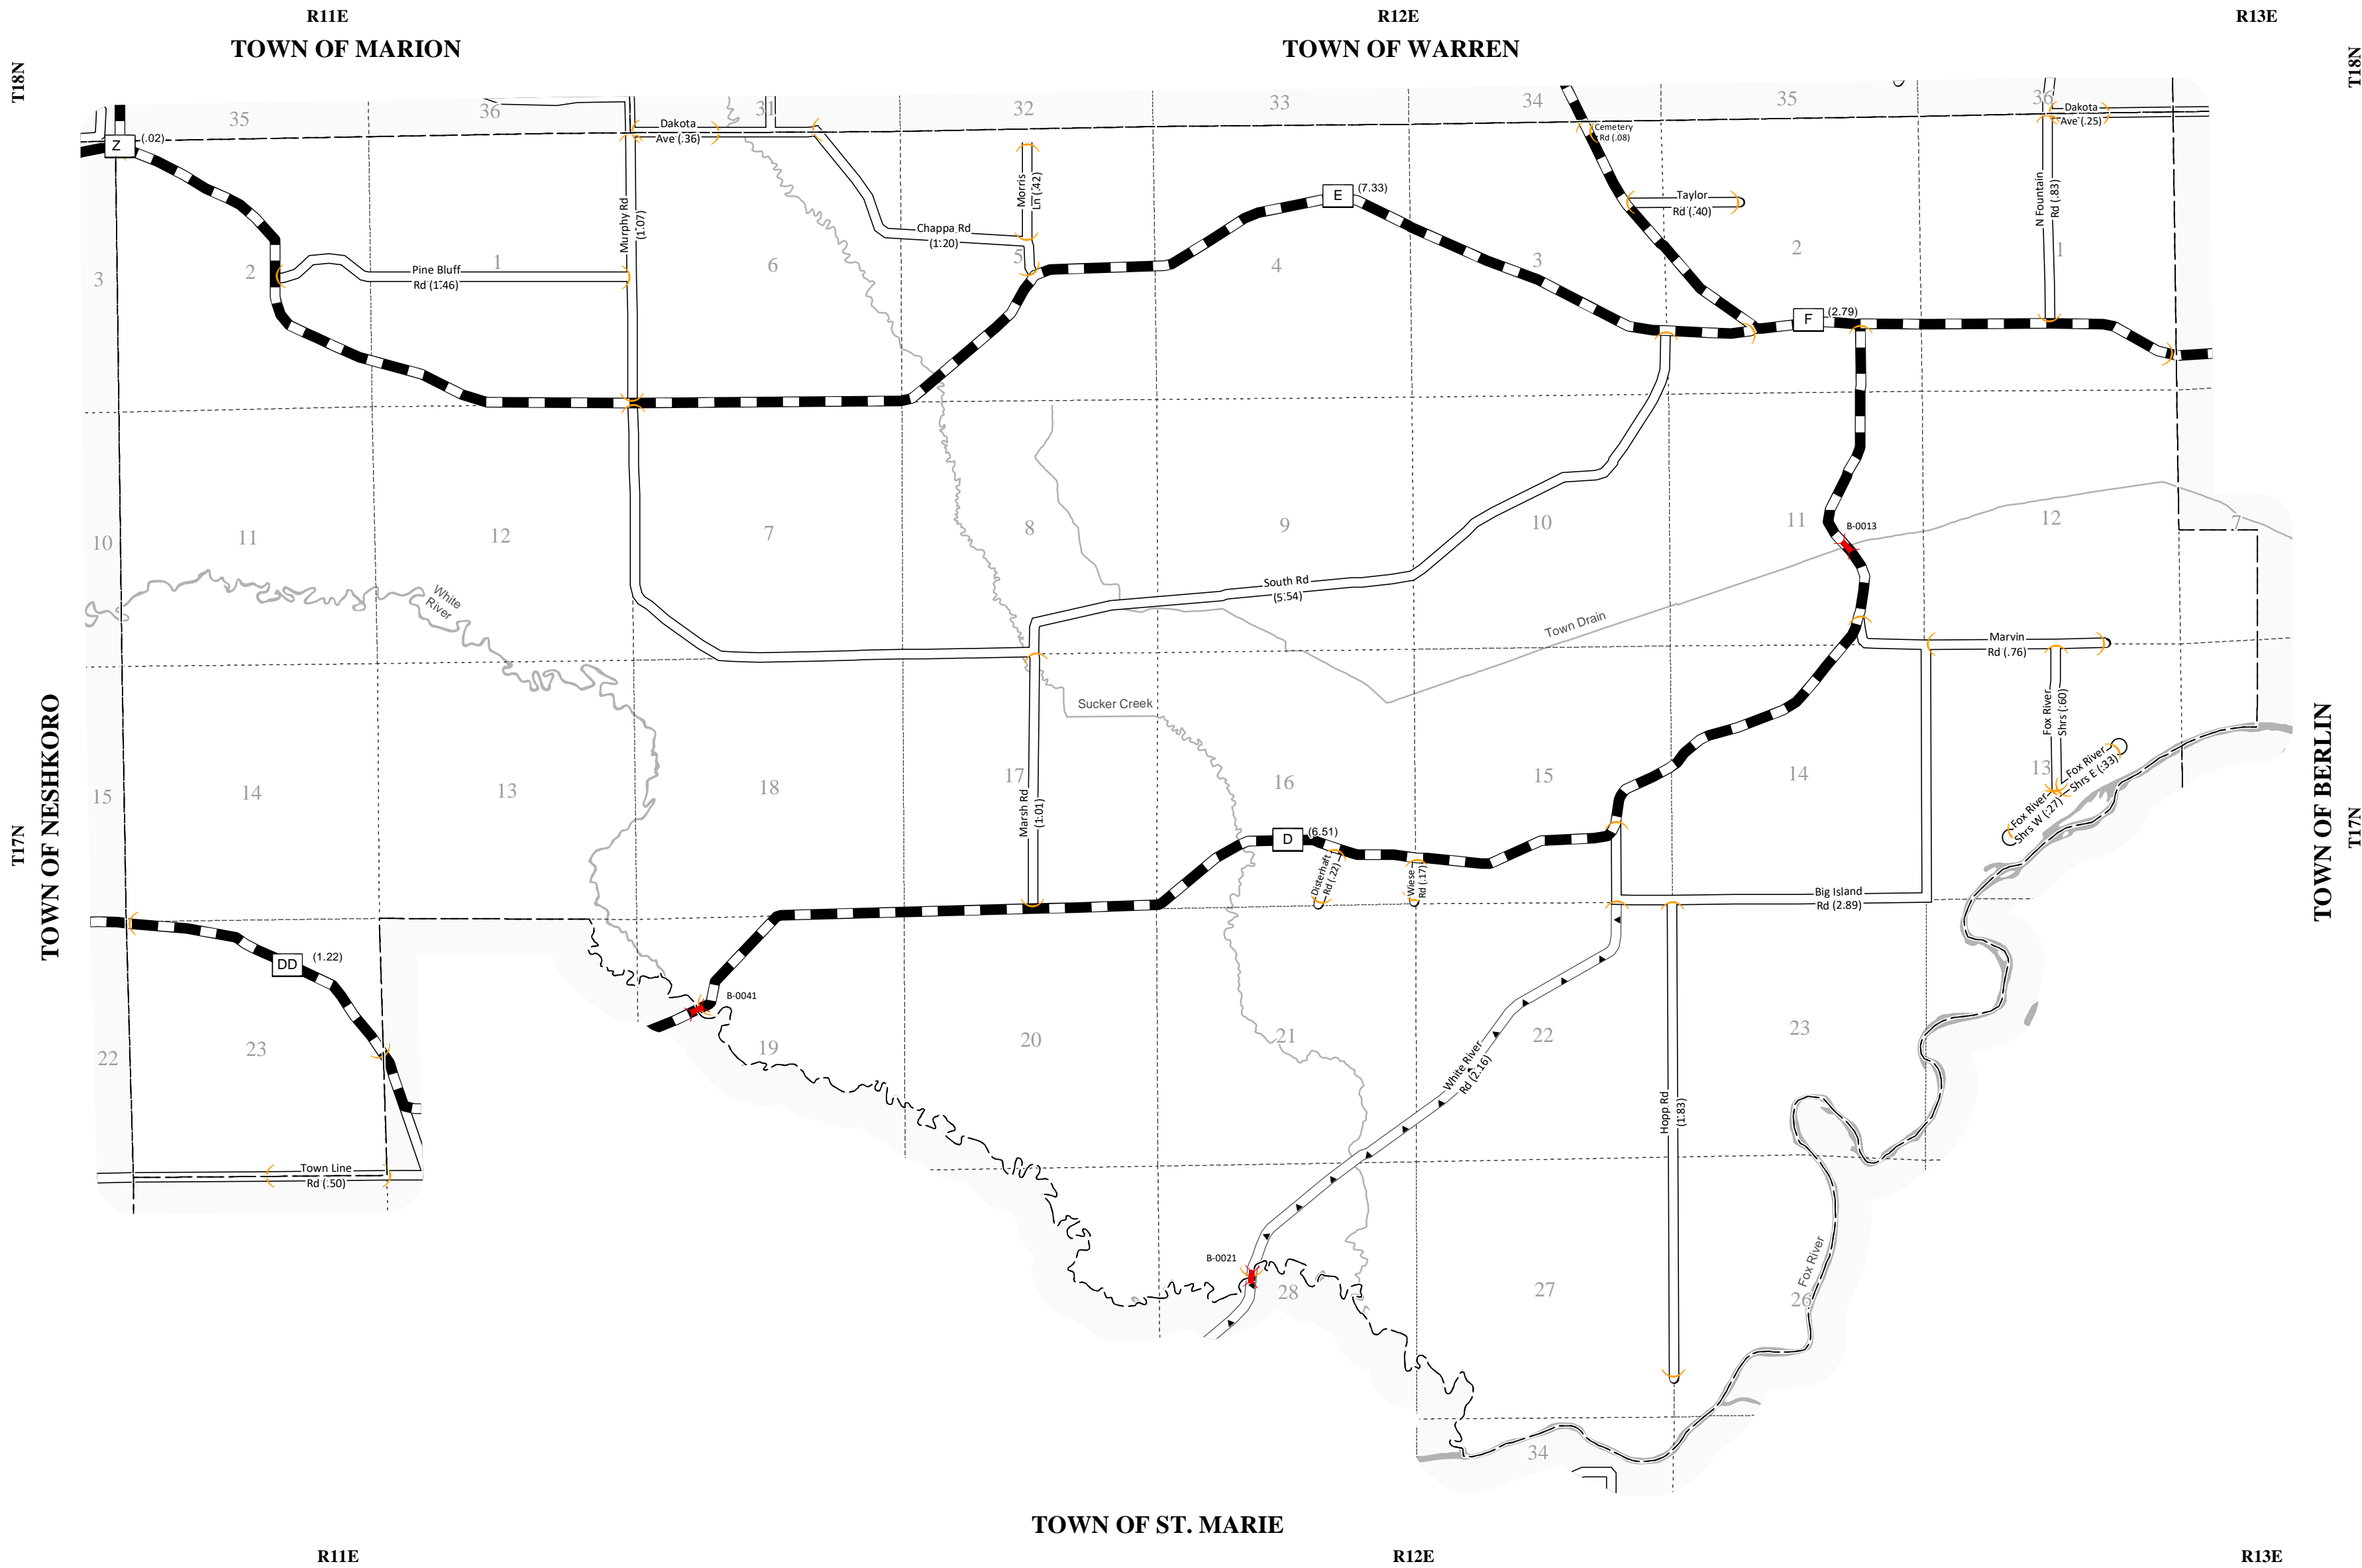 R11E
R12E
R13E
TOWN OF MARION
TOWN OF WARREN
T18N
T18N
35
36
31
32
33
34
35
36
Dakota
Ave (.36)
Dakota
Ave (.25)
Cemetery
Rd (.08)
Z
(.02)
Murphy Rd
(1.07)
Morris
Ln (.42)
E
(7.33)
Taylor
Rd (.40)
N Fountain
Rd (.83)
Chappa Rd
(1.20)
Pine Bluff
Rd (1.46)
3
2
1
6
5
4
3
2
1
F
(2.79)
10
11
12
7
8
9
10
11
12
7
B-0013
White
River
South Rd
(5.54)
Town Drain
Marvin
Rd (.76)
Sucker Creek
Fox River
Shrs (.60)
TOWN OF NESHKORO
T17N
TOWN OF BERLIN
T17N
15
14
13
18
17
16
15
14
13
Fox River
Shrs E (.33)
Fox River
Shrs W (.27)
Marsh Rd
(1.01)
D
(6.51)
Disterhaft
Rd (.22)
Wiese
Rd (.17)
Big Island
Rd (2.89)
DD
(1.22)
B-0041
22
23
19
20
21
22
23
White River
Rd (2.16)
Hopp Rd
(1.83)
Town Line
Rd (.50)
B-0021
28
27
26
Fox River
34
TOWN OF ST. MARIE
R11E
R12E
R13E